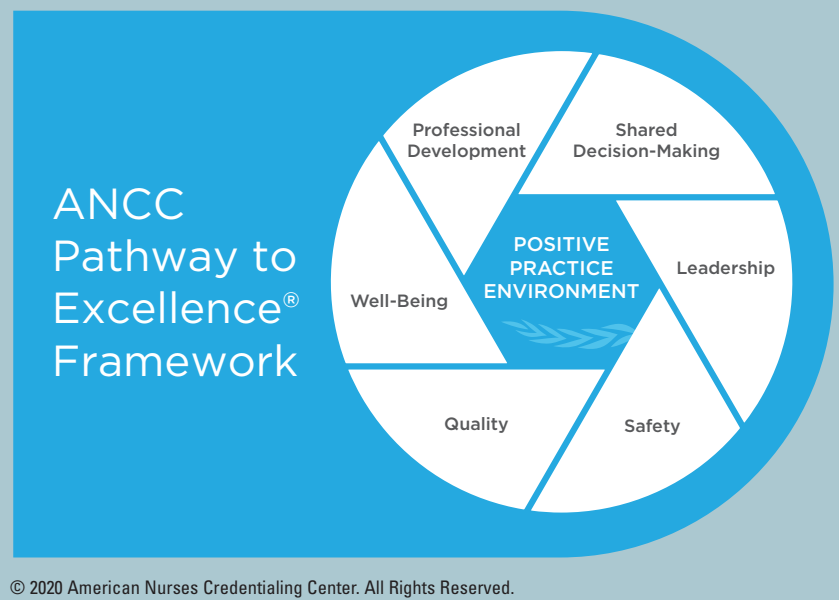 ANCC
Pathway to
Excellence®
Framework
Professional
Development
Shared
Decision-Making
POSITIVE
PRACTICE
ENVIRONMENT
Leadership
Well-Being
Quality
Safety
© 2020 American Nurses Credentialing Center. All Rights Reserved.